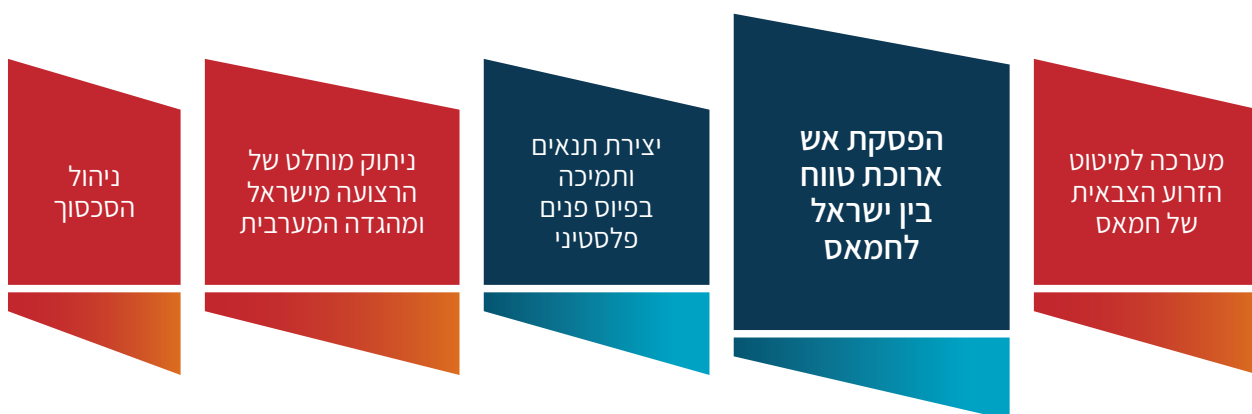 מערכה למיטוט
הזרוע הצבאית
של חמאס
הפסקת אש
ארוכת טווח
בין ישראל
לחמאס
יצירת תנאים
ותמיכה
בפיוס פנים
פלסטיני
ניתוק מוחלט של
הרצועה מישראל
ומהגדה המערבית
ניהול
הסכסוך